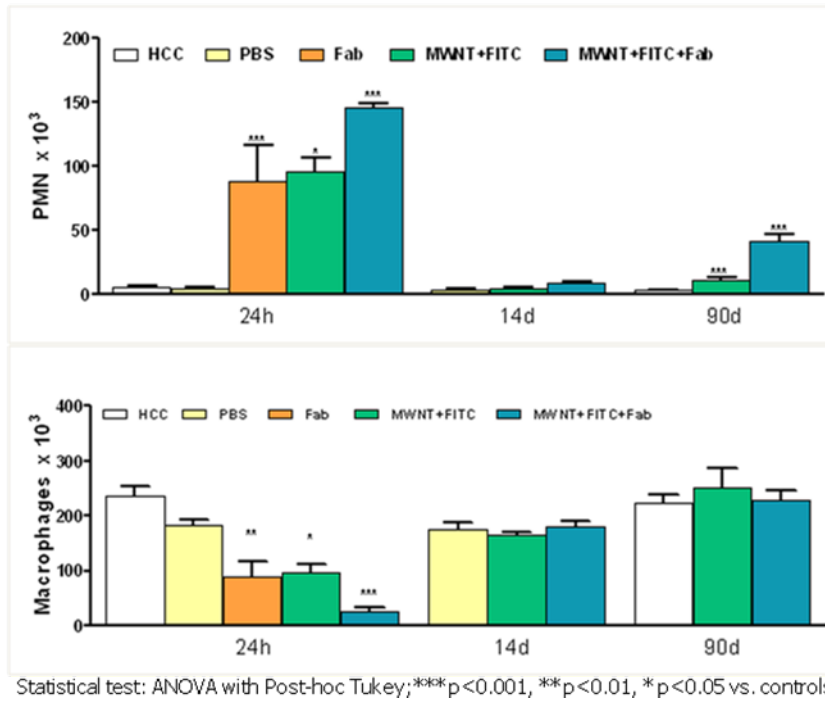 200
HCC PBS Fab MWNT+FITC MWNT+FITC+Fab
150
100
50
0
PMN x 10³
***
*
***
***
***
24h 14d 90d
400
HCC PBS Fab MWNT+FITC MWNT+FITC+Fab
300
200
100
0
Macrophages x 10³
**
*
***
24h 14d 90d
Statistical test: ANOVA with Post-hoc Tukey;***p<0.001, **p<0.01, *p<0.05 vs. controls